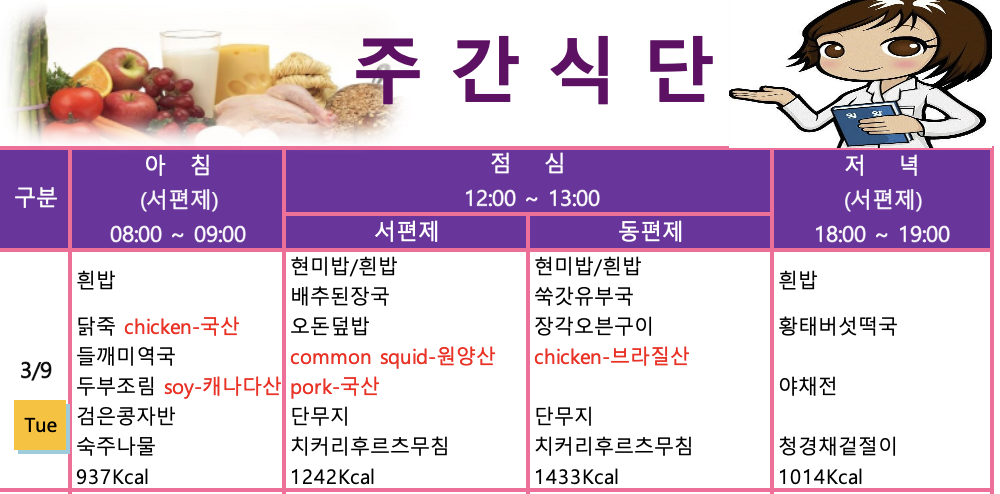 주간식단
구분
아 침
(서편제)
08:00 ~ 09:00
점 심
12:00 ~ 13:00
서편제
동편제
저 녁
(서편제)
18:00 ~ 19:00
3/9
Tue
흰밥
닭죽 chicken-국산
들깨미역국
두부조림 soy-캐나다산
검은콩자반
숙주나물
937Kcal
현미밥/흰밥
배추된장국
오돈덮밥
common squid-원양산
pork-국산
단무지
치커리후르츠무침
1242Kcal
현미밥/흰밥
쑥갓유부국
장각오븐구이
chicken-브라질산
단무지
치커리후르츠무침
1433Kcal
흰밥
황태버섯떡국
야채전
청경채겉절이
1014Kcal